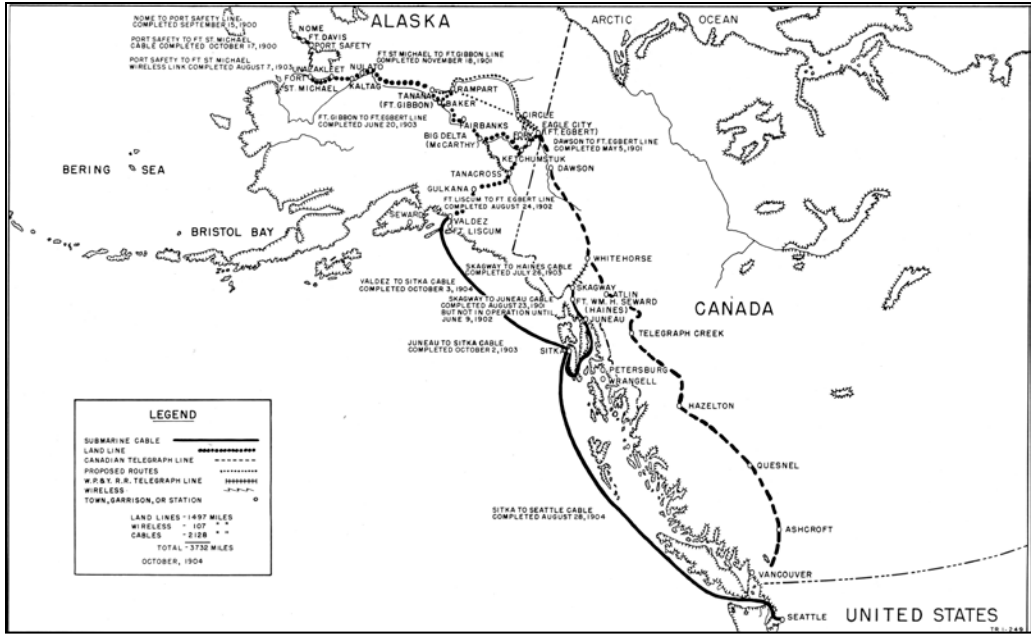 NOME TO PORT SAFETY LINE
COMPLETED SEPTEMBER 15, 1900
ALASKA
ARCTIC
OCEAN
NOME
FT. DAVIS
PORT SAFETY
PORT SAFETY TO FT ST MICHAEL
CABLE COMPLETED OCTOBER 17, 1900
FT. ST MICHAEL TO FT. GIBBON LINE
COMPLETED NOVEMBER 18, 1901
PORT SAFETY TO FT ST MICHAEL
WIRELESS LINK COMPLETED AUGUST 7, 1903
UNALAKLEET
NULATO
FORT
ST. MICHAEL
KALTAG
RAMPART
TANANA
(FT. GIBBON)
BAKER
CIRCLE
EAGLE CITY
(FT. EGBERT)
FT. GIBBON TO FT. EGBERT LINE
COMPLETED JUNE 20, 1903
FAIRBANKS
BIG DELTA
(McCARTHY)
DAWSON TO FT. EGBERT LINE
COMPLETED MAY 5, 1901
KETCHUMSTUK
DAWSON
TANACROSS
BERING SEA
GULKANA
FT LISCUM TO FT EGBERT LINE
COMPLETED AUGUST 24, 1902
SEWARD
VALDEZ
FT. LISCUM
BRISTOL BAY
WHITEHORSE
SKAGWAY TO HAINES CABLE
COMPLETED JULY 26, 1903
VALDEZ TO SITKA CABLE
COMPLETED OCTOBER 3, 1904
SKAGWAY
ATLIN
SKAGWAY TO JUNEAU CABLE
COMPLETED AUGUST 23, 1901
BUT NOT IN OPERATION UNTIL
JUNE 9, 1902
FT. WM. H. SEWARD
(HAINES)
JUNEAU
CANADA
TELEGRAPH CREEK
JUNEAU TO SITKA CABLE
COMPLETED OCTOBER 2, 1903
SITKA
PETERSBURG
WRANGELL
HAZELTON
LEGEND
SUBMARINE CABLE
LAND LINE
CANADIAN TELEGRAPH LINE
PROPOSED ROUTES
W.P.&Y. R.R. TELEGRAPH LINE
WIRELESS
TOWN, GARRISON, OR STATION
LAND LINES - 1497 MILES
WIRELESS - 107 " "
CABLES - 2128 " "
TOTAL - 3732 MILES
OCTOBER, 1904
QUESNEL
SITKA TO SEATTLE CABLE
COMPLETED AUGUST 28, 1904
ASHCROFT
VANCOUVER
SEATTLE
UNITED STATES
TR 1-249